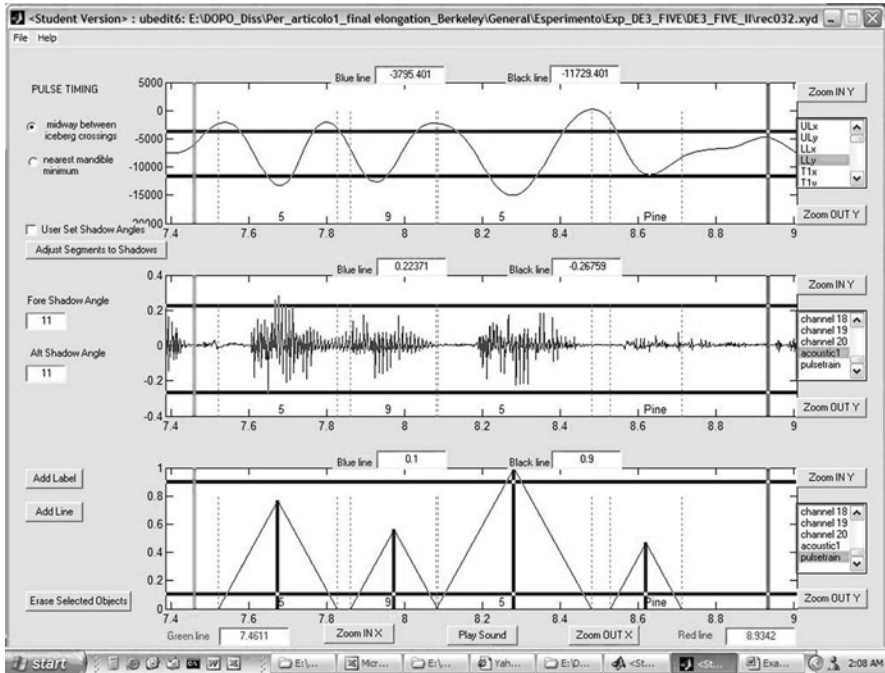 <Student Version> : ubedit6: E:\DOPO_Diss\Per_articolo1_final elongation_Berkeley\General\Esperimento\Exp_DE3_FIVE\DE3_FIVE_II\rec032.xyd
File Help
PULSE TIMING
midway between
iceberg crossings
nearest mandible
minimum
User Set Shadow Angles
Adjust Segments to Shadows
Blue line -3795.401 Black line -11729.401
5000
0
-5000
-10000
-15000
-20000
5 9 5 Pine
7.4 7.6 7.8 8 8.2 8.4 8.6 8.8 9
Zoom IN Y
ULx
ULy
LLx
LLy
T1x
T1y
Zoom OUT Y
Fore Shadow Angle
11
Aft Shadow Angle
11
Blue line 0.22371 Black line -0.26759
0.4
0.2
0
-0.2
-0.4
5 9 5 Pine
7.4 7.6 7.8 8 8.2 8.4 8.6 8.8 9
Zoom IN Y
channel 18
channel 19
channel 20
acoustic1
pulsetrain
Zoom OUT Y
Add Label
Add Line
Erase Selected Objects
Blue line 0.1 Black line 0.9
1
0.8
0.6
0.4
0.2
0
5 9 5 Pine
7.4 7.6 7.8 8 8.2 8.4 8.6 8.8 9
Zoom IN Y
channel 18
channel 19
channel 20
acoustic1
pulsetrain
Zoom OUT Y
Green line 7.4611 Zoom IN X Play Sound Zoom OUT X Red line 8.9342
start E:\... Micr... E:\... Yah... E:\D... <St... <St... Exa... 2:08 AM